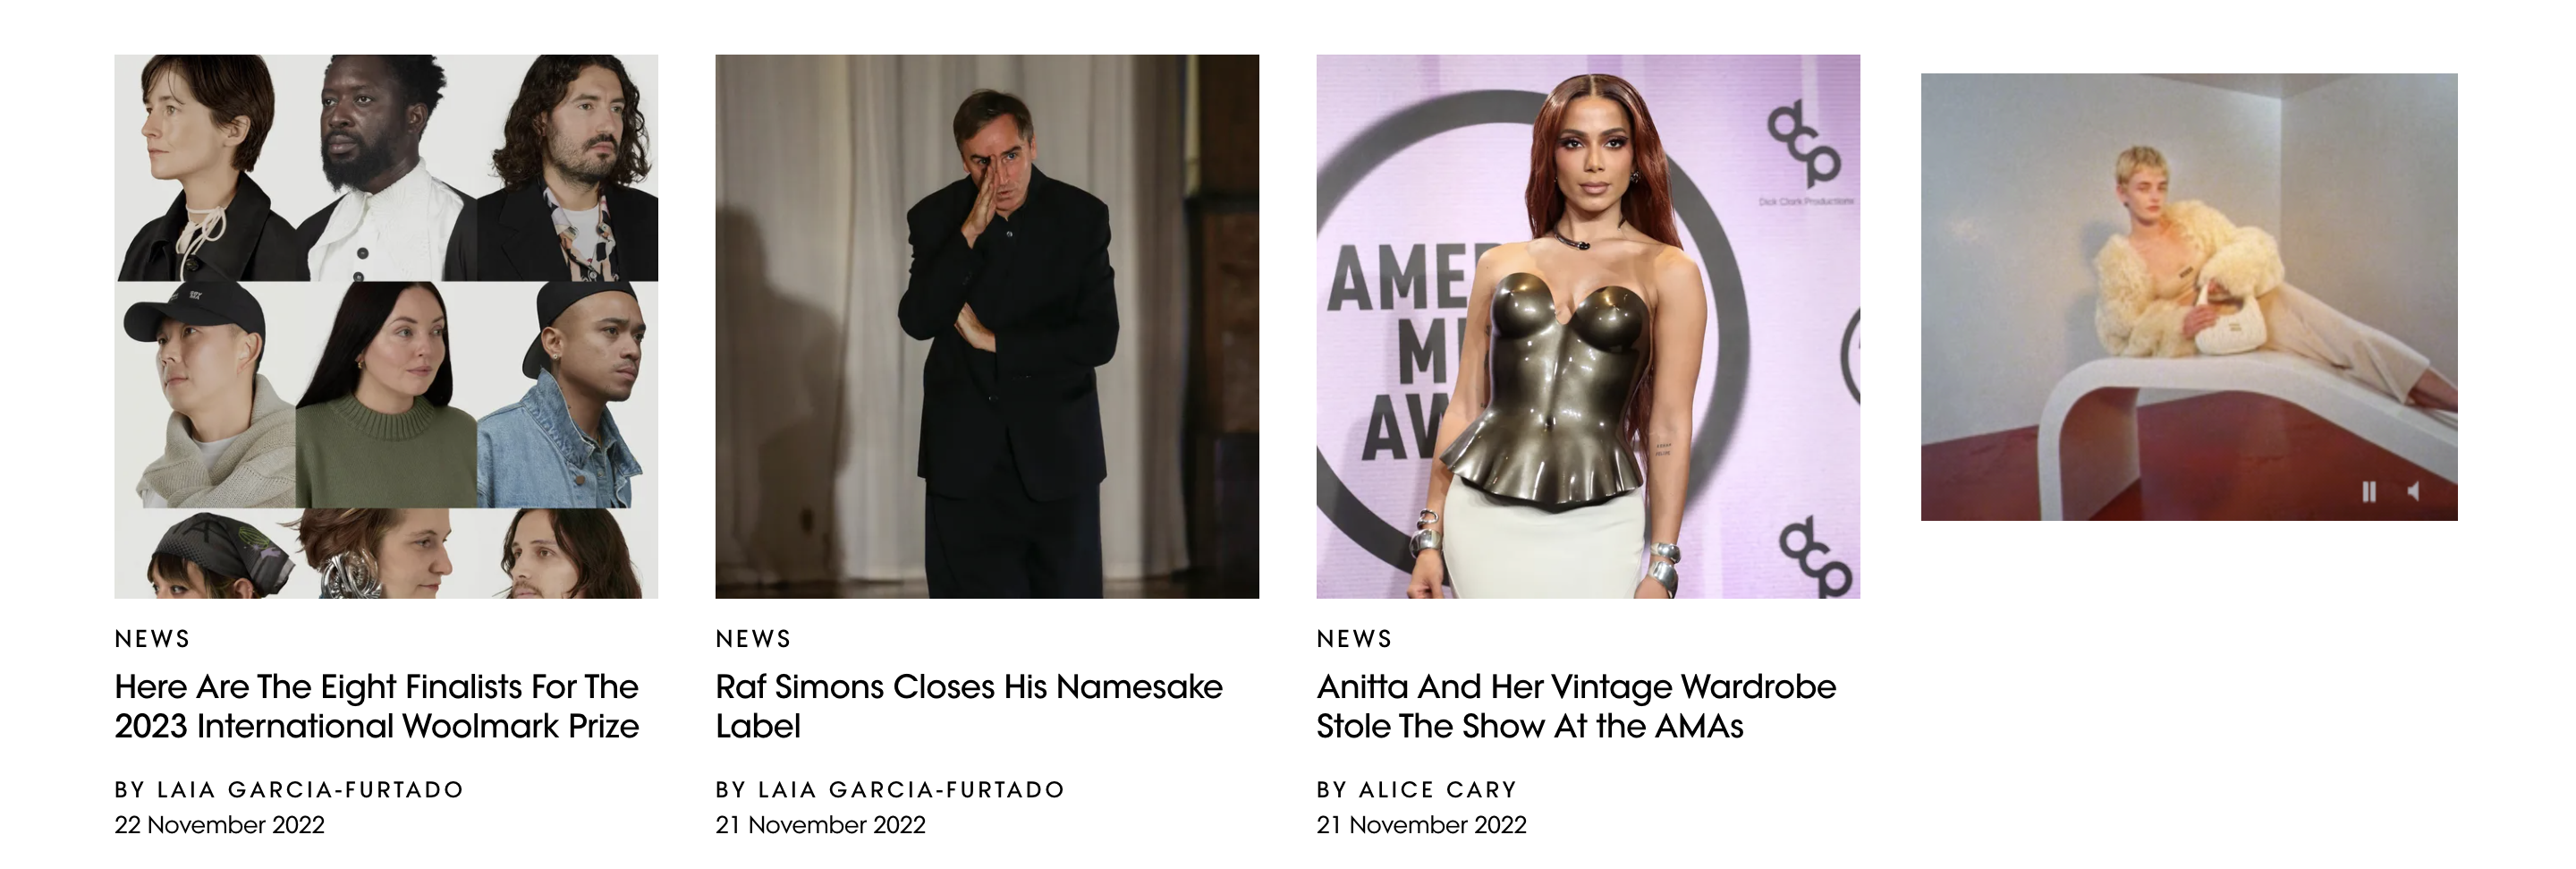 AME
M
AW
dcp
Dick Clark Productions
dcp
NEWS
Here Are The Eight Finalists For The
2023 International Woolmark Prize
BY LAIA GARCIA-FURTADO
22 November 2022
NEWS
Raf Simons Closes His Namesake
Label
BY LAIA GARCIA-FURTADO
21 November 2022
NEWS
Anitta And Her Vintage Wardrobe
Stole The Show At the AMAs
BY ALICE CARY
21 November 2022